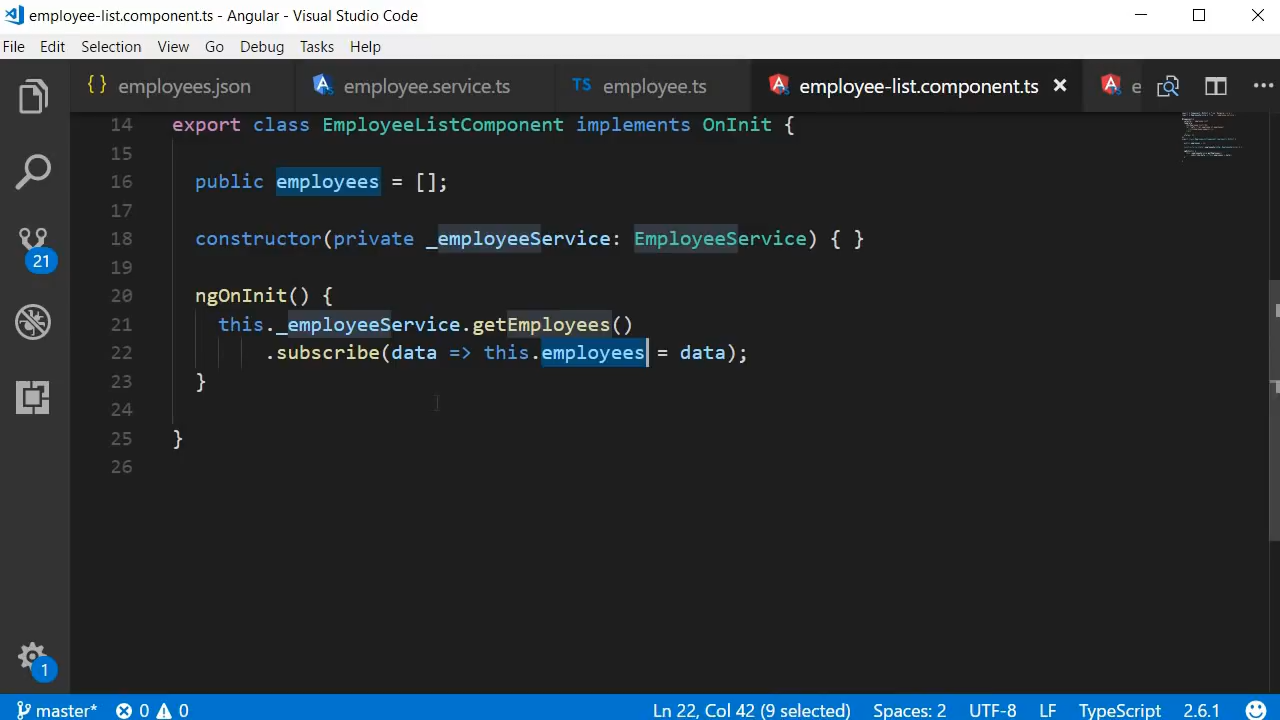 employee-list.component.ts - Angular - Visual Studio Code
File Edit Selection View Go Debug Tasks Help
{} employees.json employee.service.ts TS employee.ts employee-list.component.ts × e ...
14 export class EmployeeListComponent implements OnInit {
15
16 public employees = [];
17
18 constructor(private _employeeService: EmployeeService) { }
19
20 ngOnInit() {
21 this._employeeService.getEmployees()
22 .subscribe(data => this.employees = data);
23 }
24
25 }
26
21
1
master* 0 0 Ln 22, Col 42 (9 selected) Spaces: 2 UTF-8 LF TypeScript 2.6.1